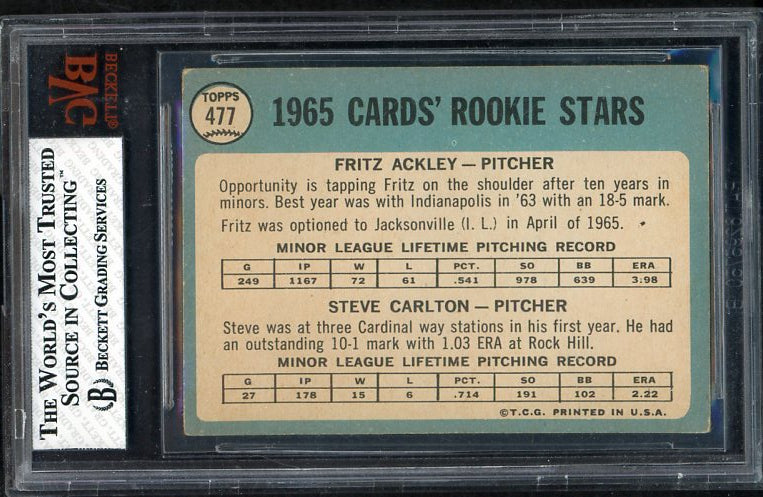 BECKETT®
BVG
THE WORLD'S MOST TRUSTED
SOURCE IN COLLECTING™
B BECKETT GRADING SERVICES
TOPPS
477
1965 CARDS' ROOKIE STARS
FRITZ ACKLEY — PITCHER
Opportunity is tapping Fritz on the shoulder after ten years in
minors. Best year was with Indianapolis in '63 with an 18-5 mark.
Fritz was optioned to Jacksonville (I. L.) in April of 1965.
MINOR LEAGUE LIFETIME PITCHING RECORD
G IP W L PCT. SO BB ERA
249 1167 72 61 .541 978 639 3:98
STEVE CARLTON — PITCHER
Steve was at three Cardinal way stations in his first year. He had
an outstanding 10-1 mark with 1.03 ERA at Rock Hill.
MINOR LEAGUE LIFETIME PITCHING RECORD
G IP W L PCT. SO BB ERA
27 178 15 6 .714 191 102 2.22
©T.C.G. PRINTED IN U.S.A.